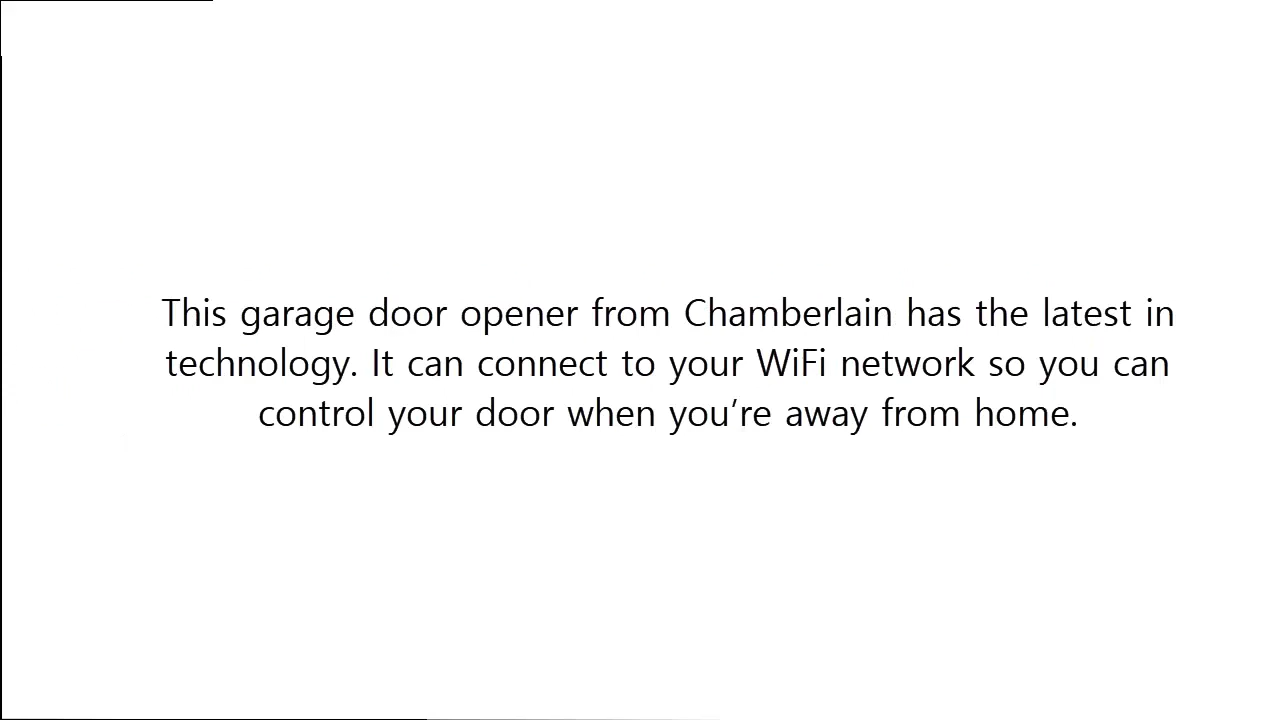 This garage door opener from Chamberlain has the latest in
technology. It can connect to your WiFi network so you can
control your door when you’re away from home.